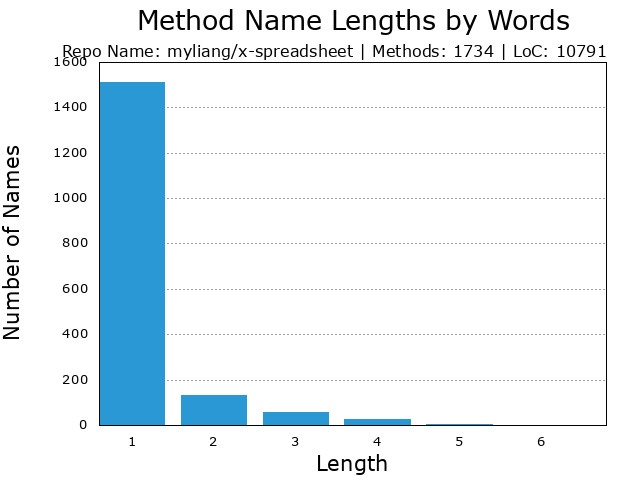 Method Name Lengths by Words
Repo Name: myliang/x-spreadsheet | Methods: 1734 | LoC: 10791
1600
1400
1200
1000
800
600
400
200
0
Number of Names
1 2 3 4 5 6
Length